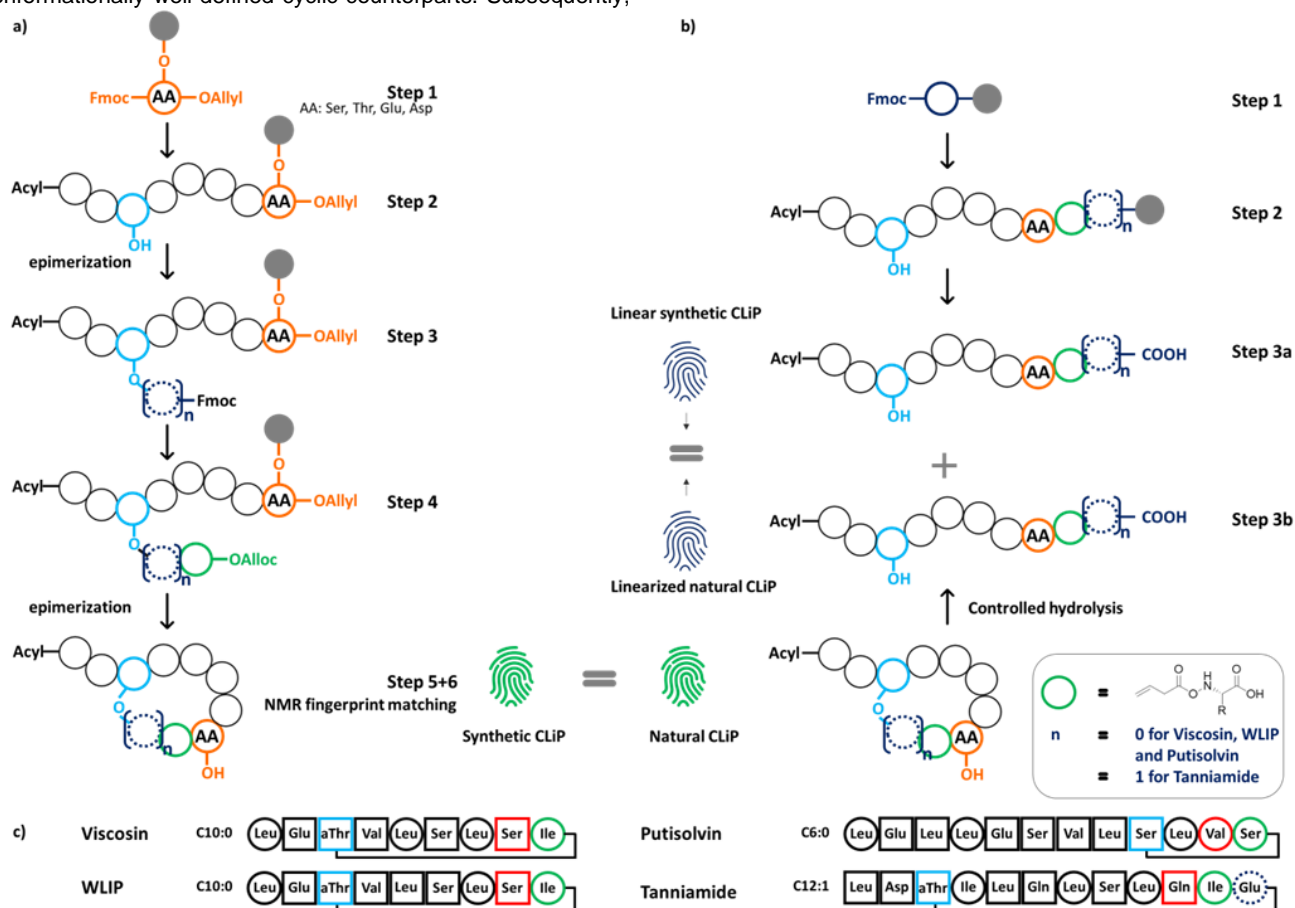 onformationally well-defined cyclic counterparts. Subsequently,
a)
b)
O
Fmoc AA OAllyl
Step 1
AA: Ser, Thr, Glu, Asp
Fmoc
Step 1
O
Acyl
AA OAllyl
Step 2
OH
epimerization
Acyl
AA
n
Step 2
OH
O
Acyl
AA OAllyl
Step 3
O
n
Fmoc
Linear synthetic CLiP
Acyl
AA
n
COOH
Step 3a
OH
O
Acyl
AA OAllyl
Step 4
O
n
OAlloc
epimerization
Linearized natural CLiP
Acyl
AA
n
COOH
Step 3b
OH
Controlled hydrolysis
Acyl
O
n
AA
OH
Step 5+6
NMR fingerprint matching
Synthetic CLiP
Natural CLiP
Acyl
O
n
AA
OH
= O O H N O OH R
n = 0 for Viscosin, WLIP
and Putisolvin
= 1 for Tanniamide
c)
Viscosin C10:0 Leu Glu aThr Val Leu Ser Leu Ser Ile
Putisolvin C6:0 Leu Glu Leu Leu Glu Ser Val Leu Ser Leu Val Ser
WLIP C10:0 Leu Glu aThr Val Leu Ser Leu Ser Ile
Tanniamide C12:1 Leu Asp aThr Ile Leu Gln Leu Ser Leu Gln Ile Glu